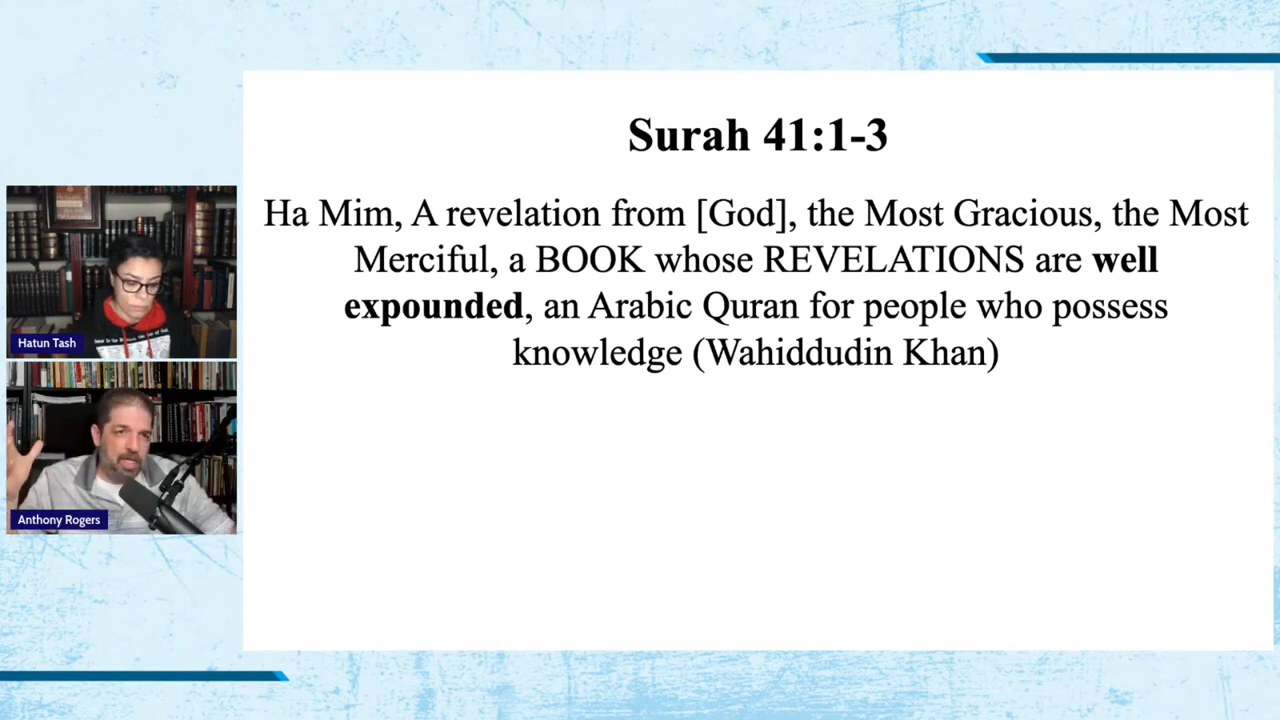 Surah 41:1-3
Ha Mim, A revelation from [God], the Most Gracious, the Most
Merciful, a BOOK whose REVELATIONS are well
expounded, an Arabic Quran for people who possess
knowledge (Wahiddudin Khan)
Hatun Tash
Anthony Rogers